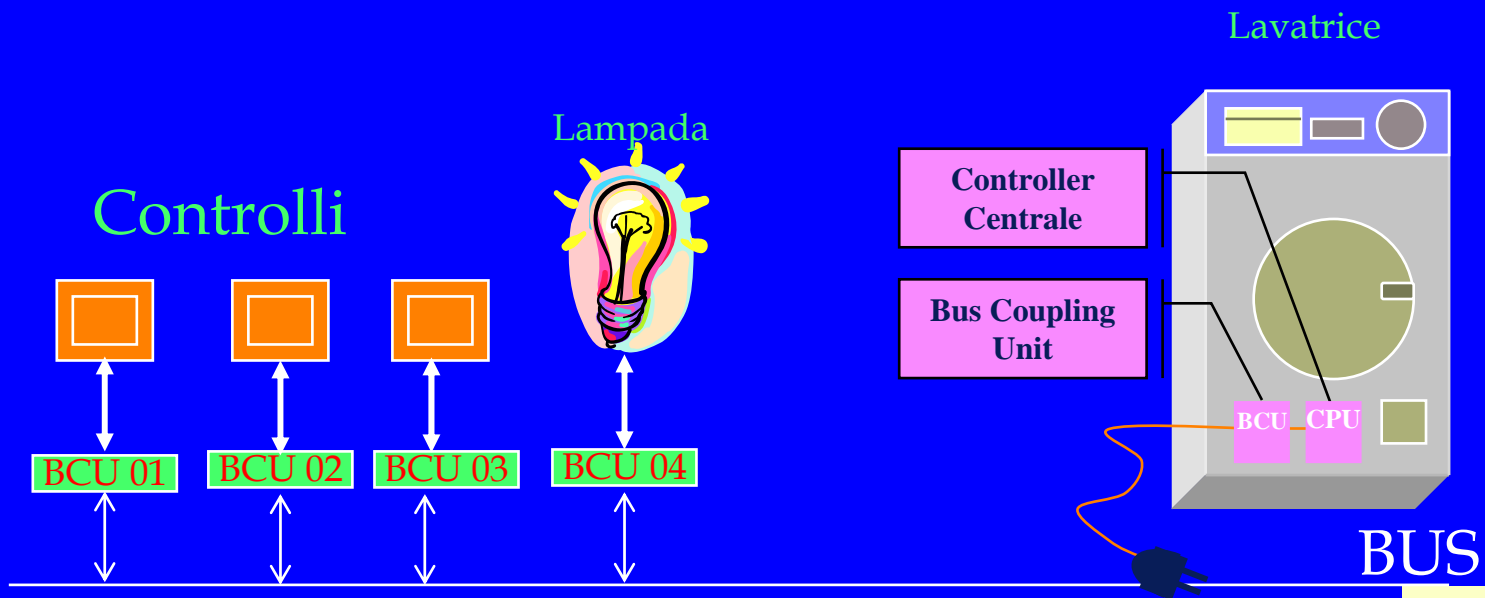 Lavatrice
Lampada
Controlli
Controller
Centrale
Bus Coupling
Unit
BCU 01
BCU 02
BCU 03
BCU 04
BCU
CPU
BUS